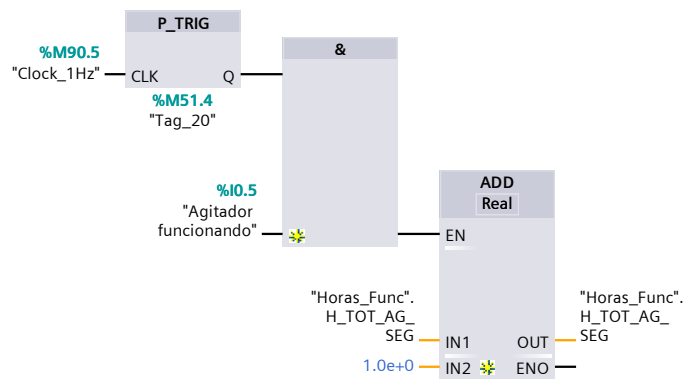 P_TRIG
%M90.5
"Clock_1Hz"
CLK
Q
%M51.4
"Tag_20"
&
%I0.5
"Agitador
funcionando"
ADD
Real
EN
"Horas_Func".
H_TOT_AG_
SEG
IN1
OUT
"Horas_Func".
H_TOT_AG_
SEG
1.0e+0
IN2
ENO